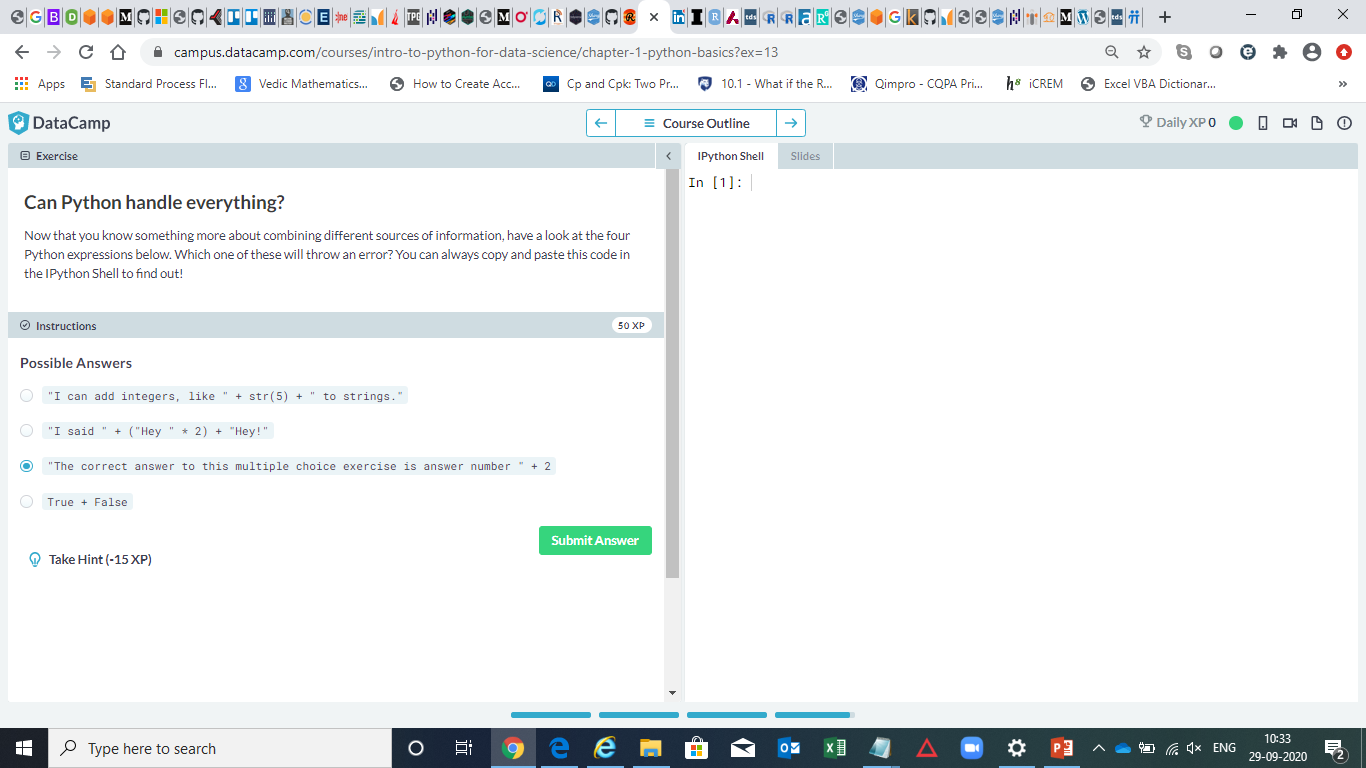 campus.datacamp.com/courses/intro-to-python-for-data-science/chapter-1-python-basics?ex=13
Apps Standard Process Fl... Vedic Mathematics... How to Create Acc... Cp and Cpk: Two Pr... 10.1 - What if the R... Qimpro - CQPA Pri... iCREM Excel VBA Dictionar... »
DataCamp Course Outline Daily XP 0
Exercise
IPython Shell Slides
In [1]:
Can Python handle everything?
Now that you know something more about combining different sources of information, have a look at the four
Python expressions below. Which one of these will throw an error? You can always copy and paste this code in
the IPython Shell to find out!
Instructions 50 XP
Possible Answers
"I can add integers, like " + str(5) + " to strings."
"I said " + ("Hey " * 2) + "Hey!"
"The correct answer to this multiple choice exercise is answer number " + 2
True + False
Submit Answer
Take Hint (-15 XP)
Type here to search
ENG
10:33
29-09-2020
2